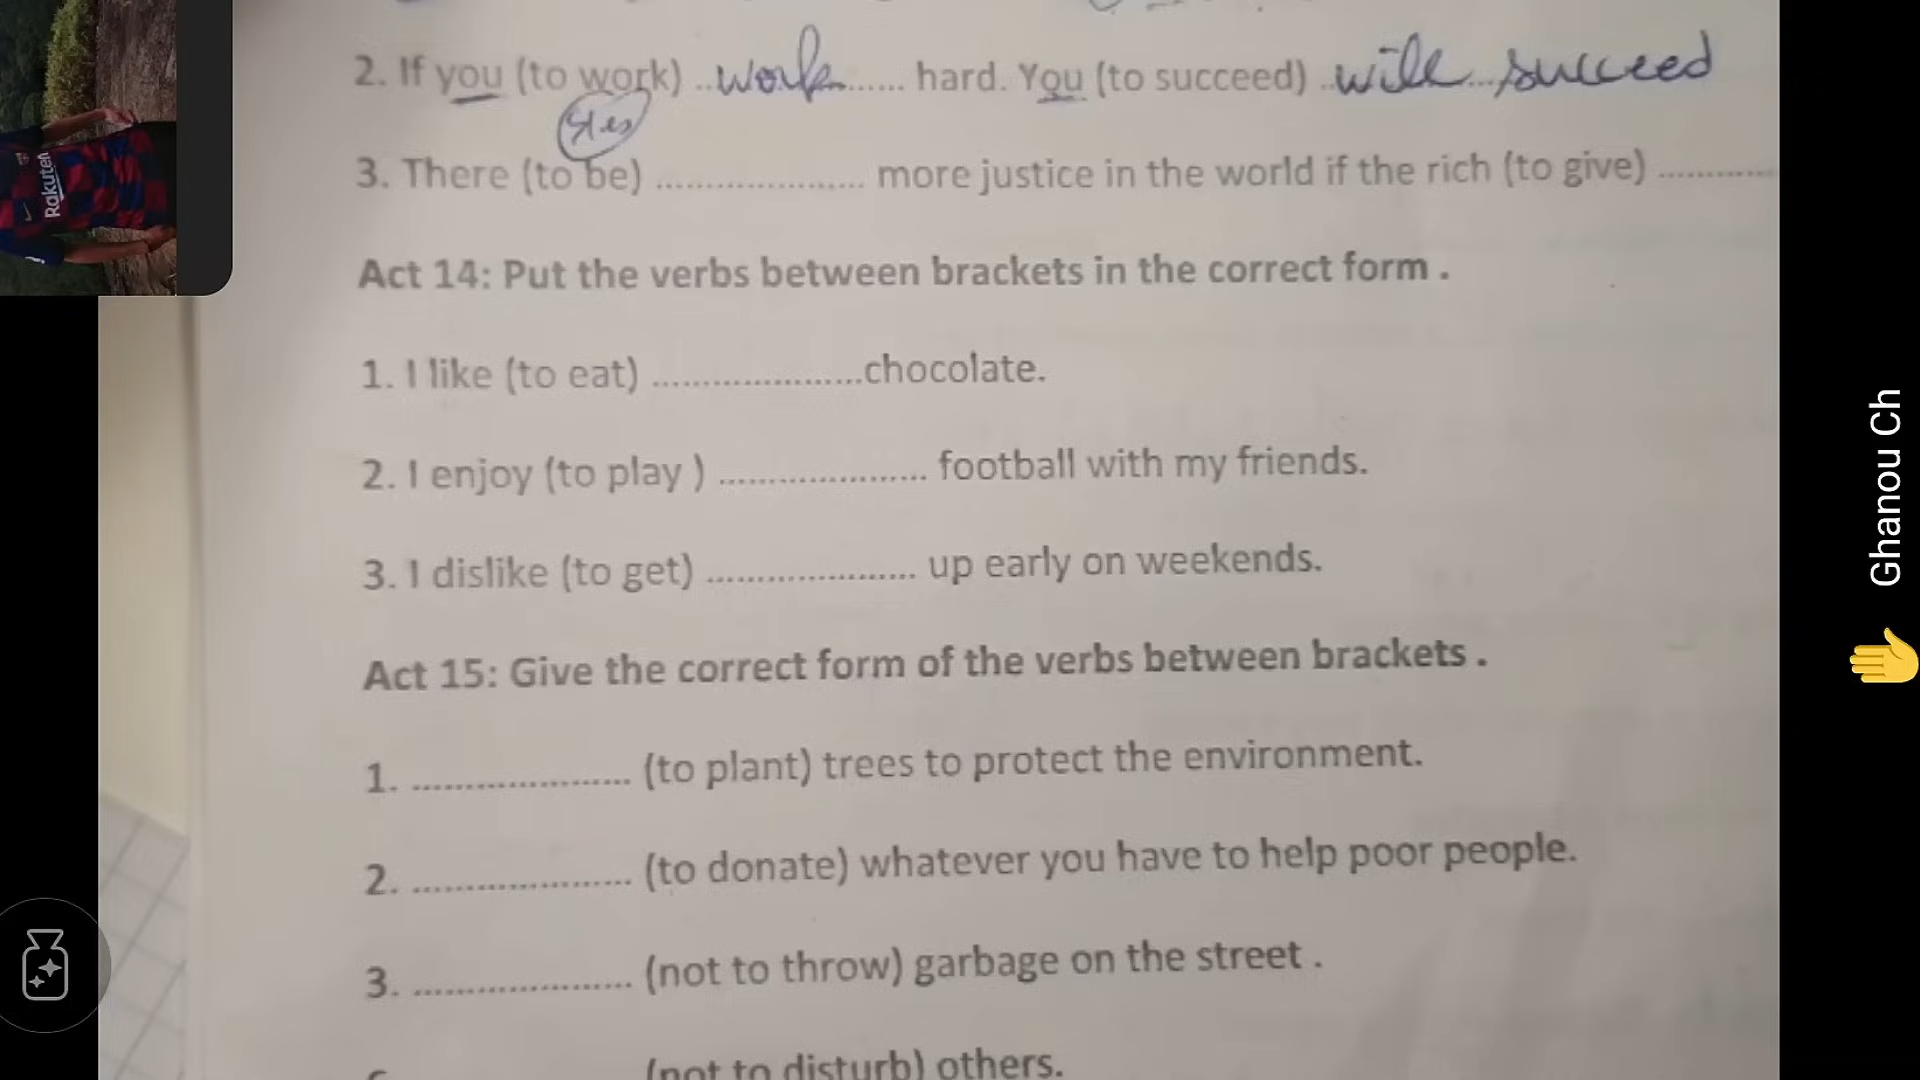 2. If you (to work) ..work...... hard. You (to succeed) ..will...succeed
3. There (to be) ..................... more justice in the world if the rich (to give) ............
Act 14: Put the verbs between brackets in the correct form .
1. I like (to eat) .....................chocolate.
2. I enjoy (to play ) ..................... football with my friends.
3. I dislike (to get) ..................... up early on weekends.
Act 15: Give the correct form of the verbs between brackets .
1. ...................... (to plant) trees to protect the environment.
2. ...................... (to donate) whatever you have to help poor people.
3. ...................... (not to throw) garbage on the street .
(not to disturb) others.
Rakuten
Ghanou Ch